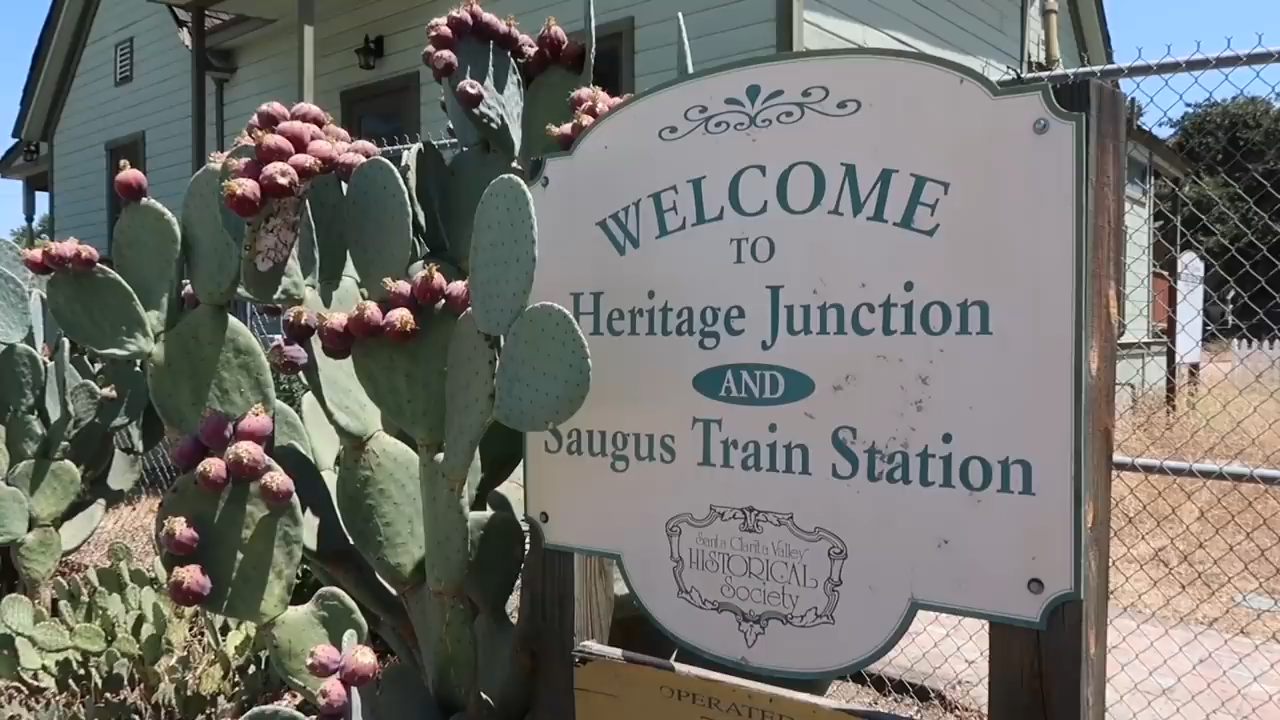 WELCOME
TO
Heritage Junction
AND
Saugus Train Station
Santa Clarita Valley
HISTORICAL
Society
OPERATED